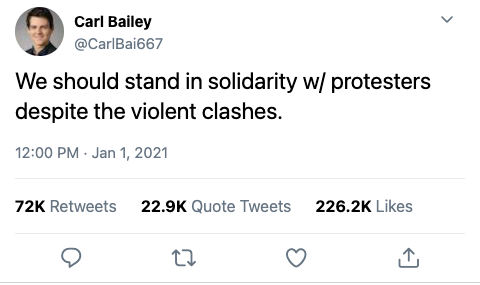 Carl Bailey
@CarlBai667
We should stand in solidarity w/ protesters
despite the violent clashes.
12:00 PM · Jan 1, 2021
72K Retweets 22.9K Quote Tweets 226.2K Likes